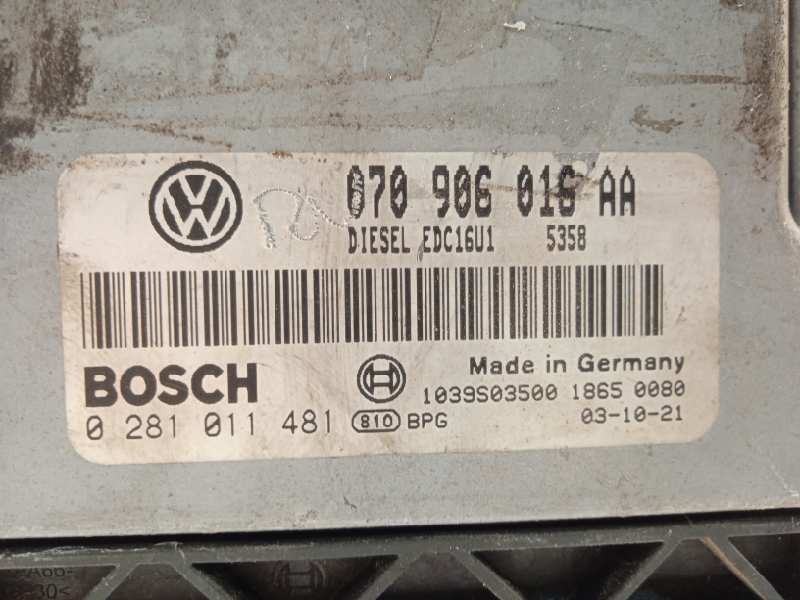 070 906 016 AA
DIESEL EDC16U1 5358
BOSCH
Made in Germany
1039S03500 1865 0080
0 281 011 481 810 BPG 03-10-21